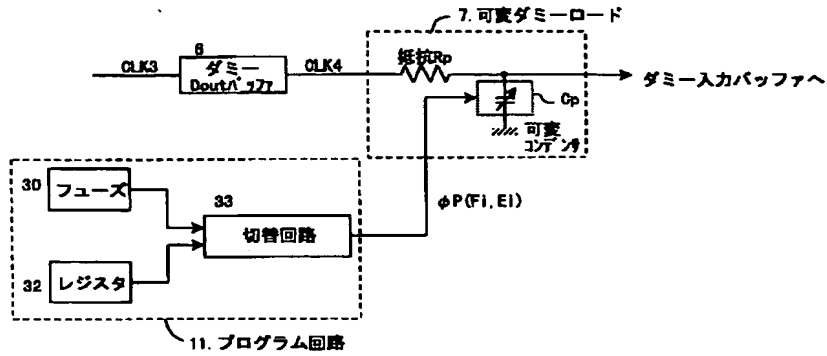 7. 可変ダミーロード
6
CLK3
ダミー
Doutバッファ
CLK4
抵抗Rp
ダミー入力バッファへ
Cp
可変
コンデンサ
30
フューズ
33
切替回路
φP(Fi, Ei)
32
レジスタ
11. プログラム回路